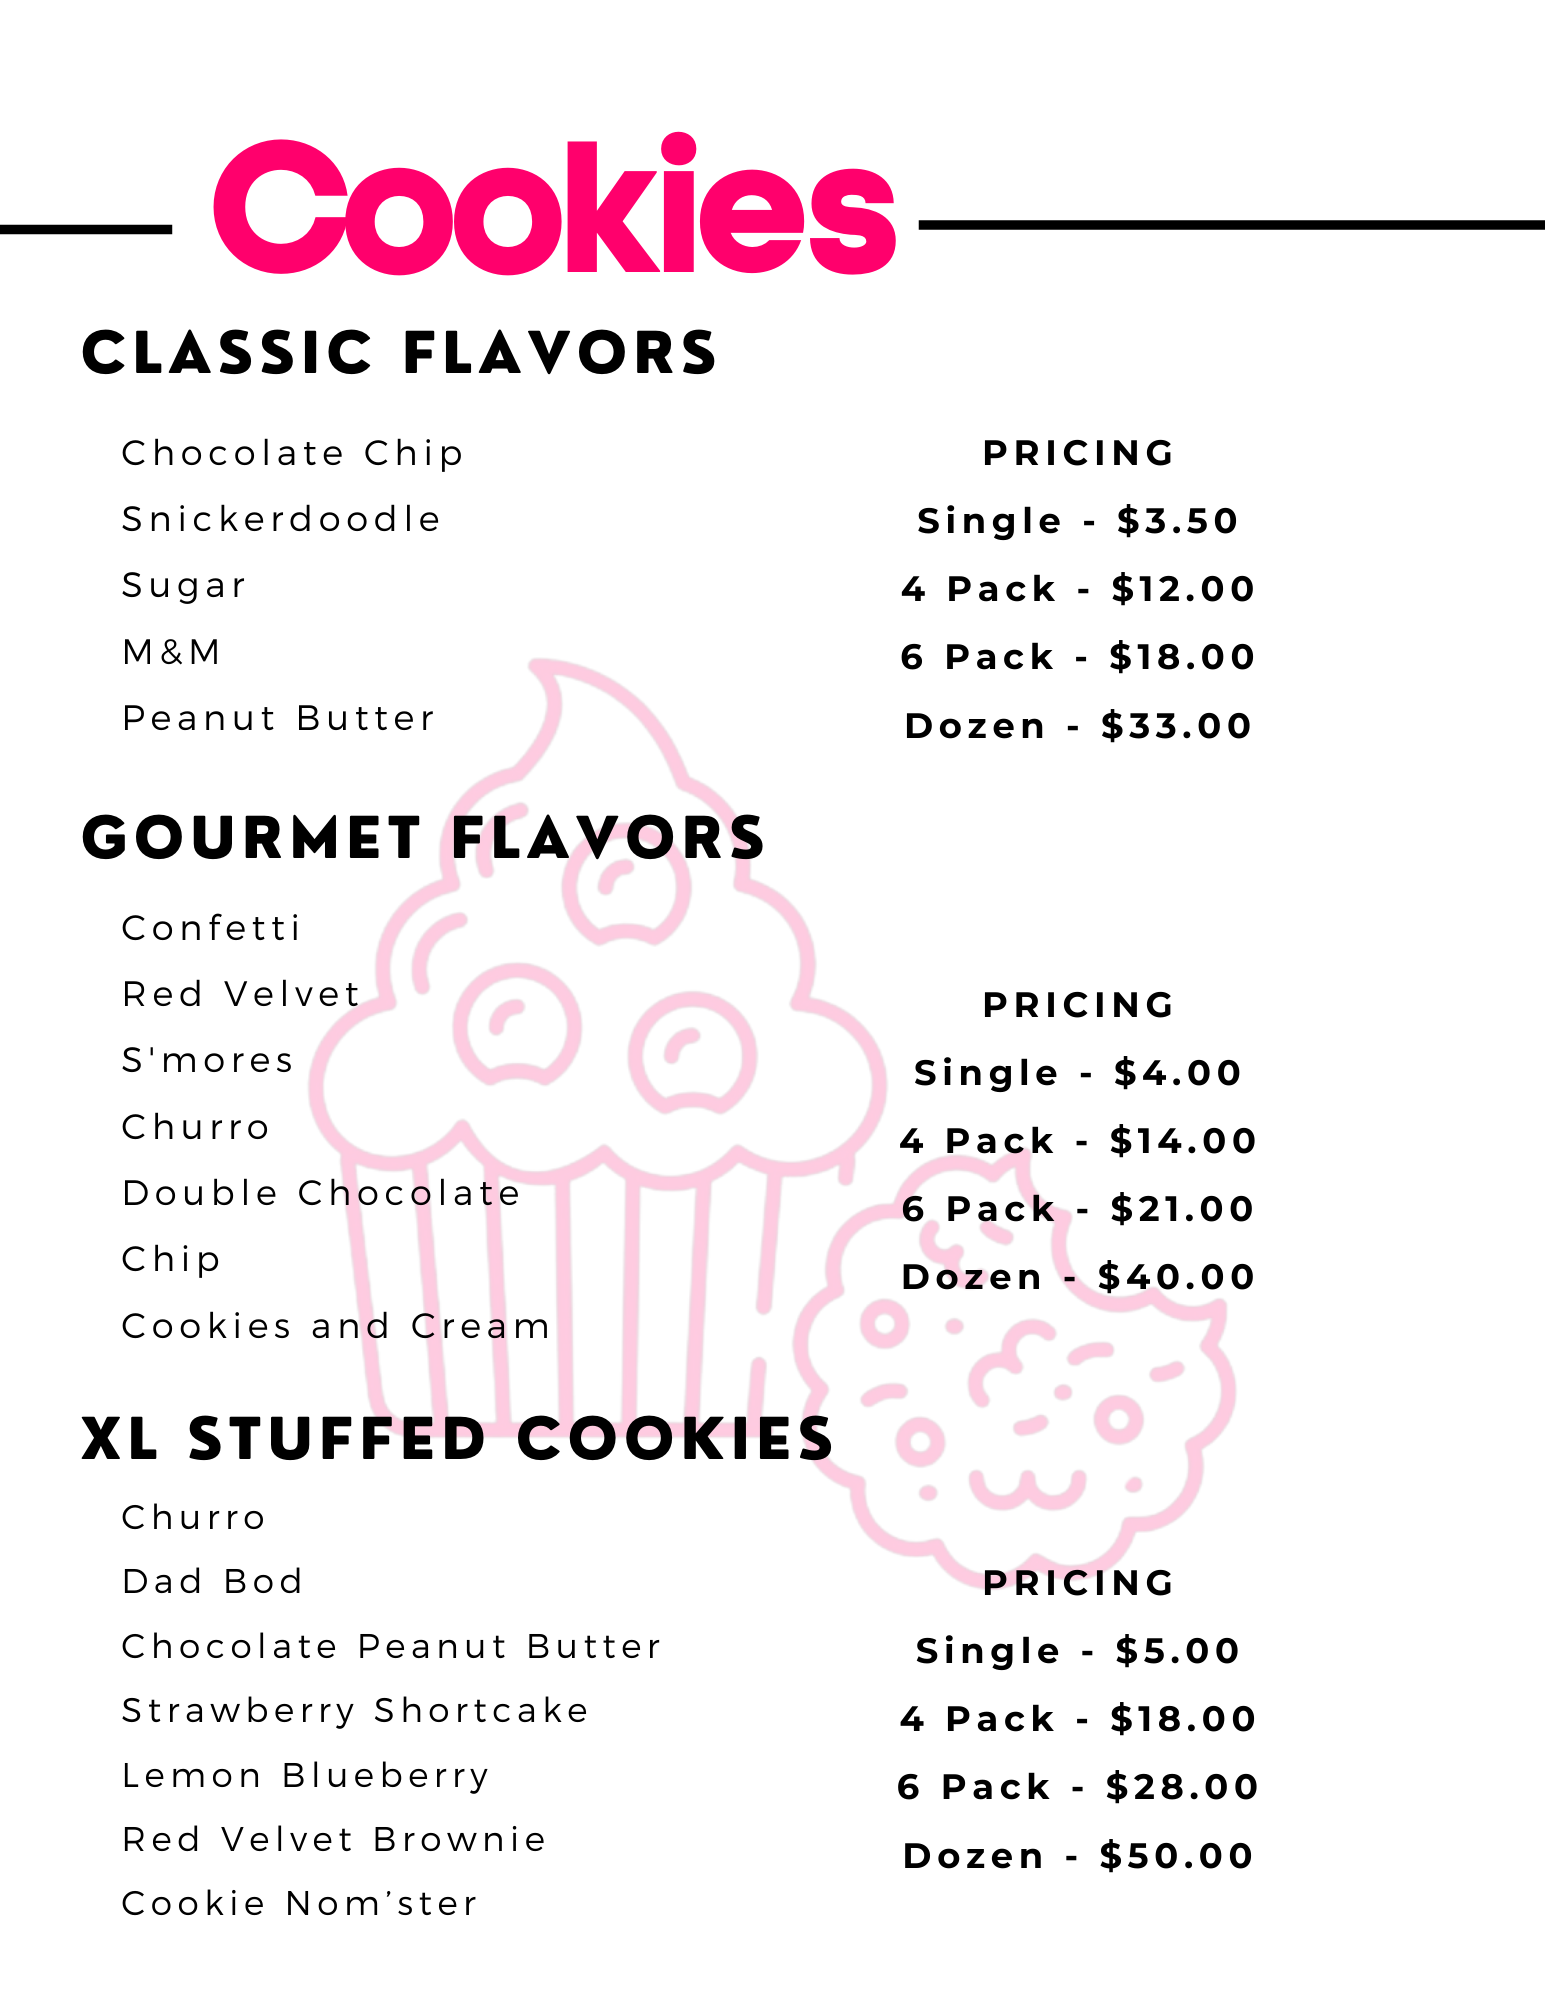 Cookies
CLASSIC FLAVORS
Chocolate Chip
Snickerdoodle
Sugar
M&M
Peanut Butter
PRICING
Single - $3.50
4 Pack - $12.00
6 Pack - $18.00
Dozen - $33.00
GOURMET FLAVORS
Confetti
Red Velvet
S'mores
Churro
Double Chocolate
Chip
Cookies and Cream
PRICING
Single - $4.00
4 Pack - $14.00
6 Pack - $21.00
Dozen - $40.00
XL STUFFED COOKIES
Churro
Dad Bod
Chocolate Peanut Butter
Strawberry Shortcake
Lemon Blueberry
Red Velvet Brownie
Cookie Nom’ster
PRICING
Single - $5.00
4 Pack - $18.00
6 Pack - $28.00
Dozen - $50.00